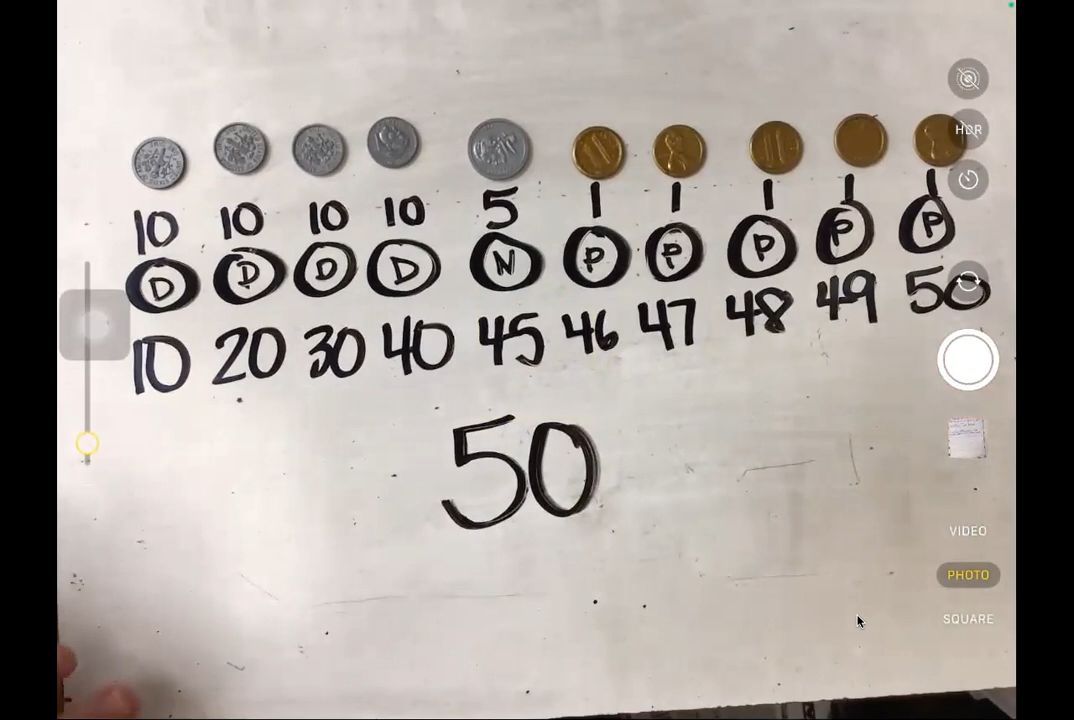 10 10 10 10 5 1 1 1 1 1
D D D D N P P P P P
10 20 30 40 45 46 47 48 49 50
50
HDR
VIDEO
PHOTO
SQUARE